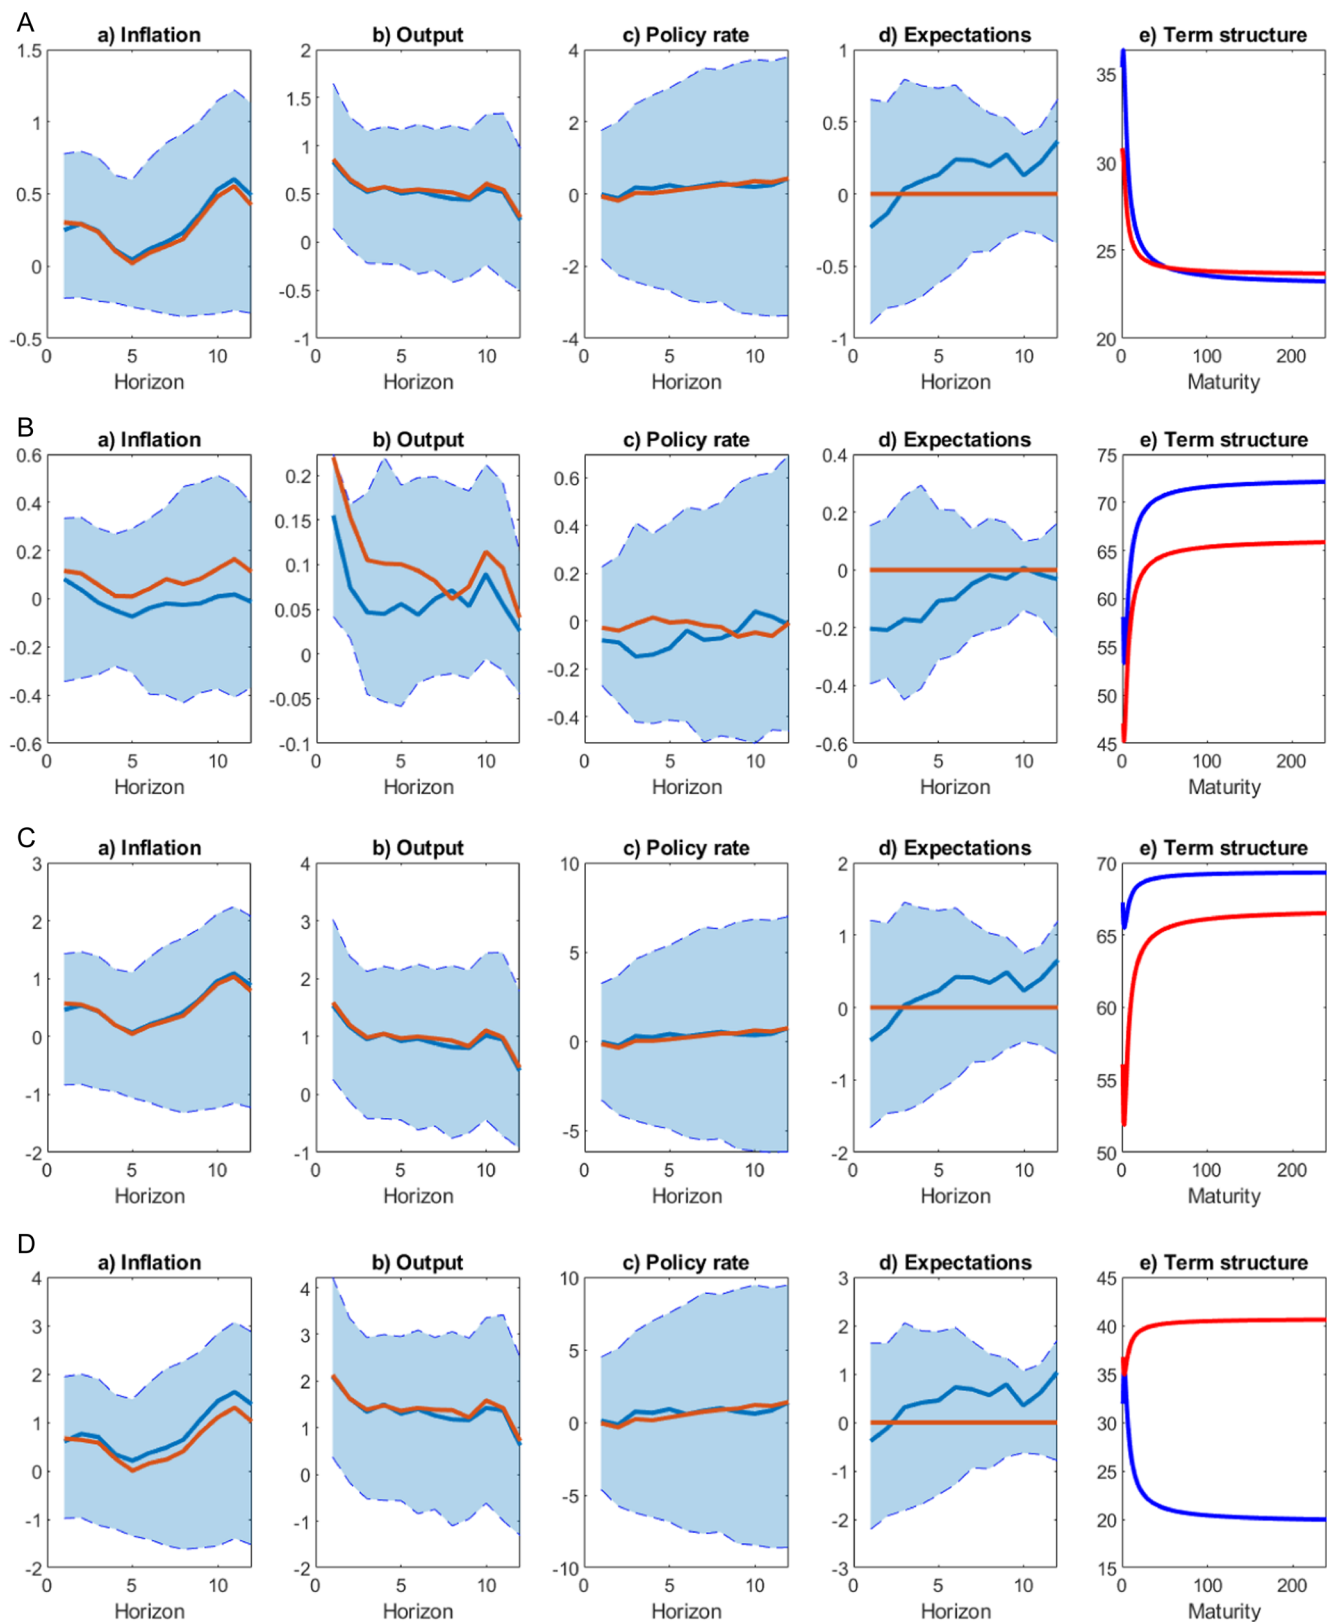 A
a) Inflation
1.5
1
0.5
0
-0.5
0 5 10
Horizon
b) Output
2
1.5
1
0.5
0
-0.5
-1
0 5 10
Horizon
c) Policy rate
4
2
0
-2
-4
0 5 10
Horizon
d) Expectations
1
0.5
0
-0.5
-1
0 5 10
Horizon
e) Term structure
35
30
25
20
0 100 200
Maturity
B
a) Inflation
0.6
0.4
0.2
0
-0.2
-0.4
-0.6
0 5 10
Horizon
b) Output
0.2
0.15
0.1
0.05
0
-0.05
-0.1
0 5 10
Horizon
c) Policy rate
0.6
0.4
0.2
0
-0.2
-0.4
0 5 10
Horizon
d) Expectations
0.4
0.2
0
-0.2
-0.4
-0.6
0 5 10
Horizon
e) Term structure
75
70
65
60
55
50
45
0 100 200
Maturity
C
a) Inflation
3
2
1
0
-1
-2
0 5 10
Horizon
b) Output
4
3
2
1
0
-1
0 5 10
Horizon
c) Policy rate
10
5
0
-5
0 5 10
Horizon
d) Expectations
2
1
0
-1
-2
0 5 10
Horizon
e) Term structure
70
65
60
55
50
0 100 200
Maturity
D
a) Inflation
4
3
2
1
0
-1
-2
0 5 10
Horizon
b) Output
4
3
2
1
0
-1
-2
0 5 10
Horizon
c) Policy rate
10
5
0
-5
-10
0 5 10
Horizon
d) Expectations
3
2
1
0
-1
-2
-3
0 5 10
Horizon
e) Term structure
45
40
35
30
25
20
15
0 100 200
Maturity